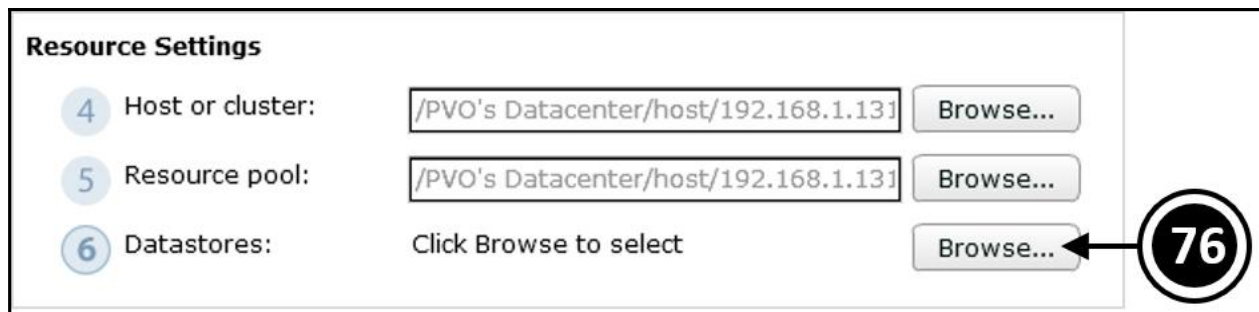 Resource Settings
4 Host or cluster: /PVO's Datacenter/host/192.168.1.131 Browse...
5 Resource pool: /PVO's Datacenter/host/192.168.1.131 Browse...
6 Datastores: Click Browse to select Browse... 76